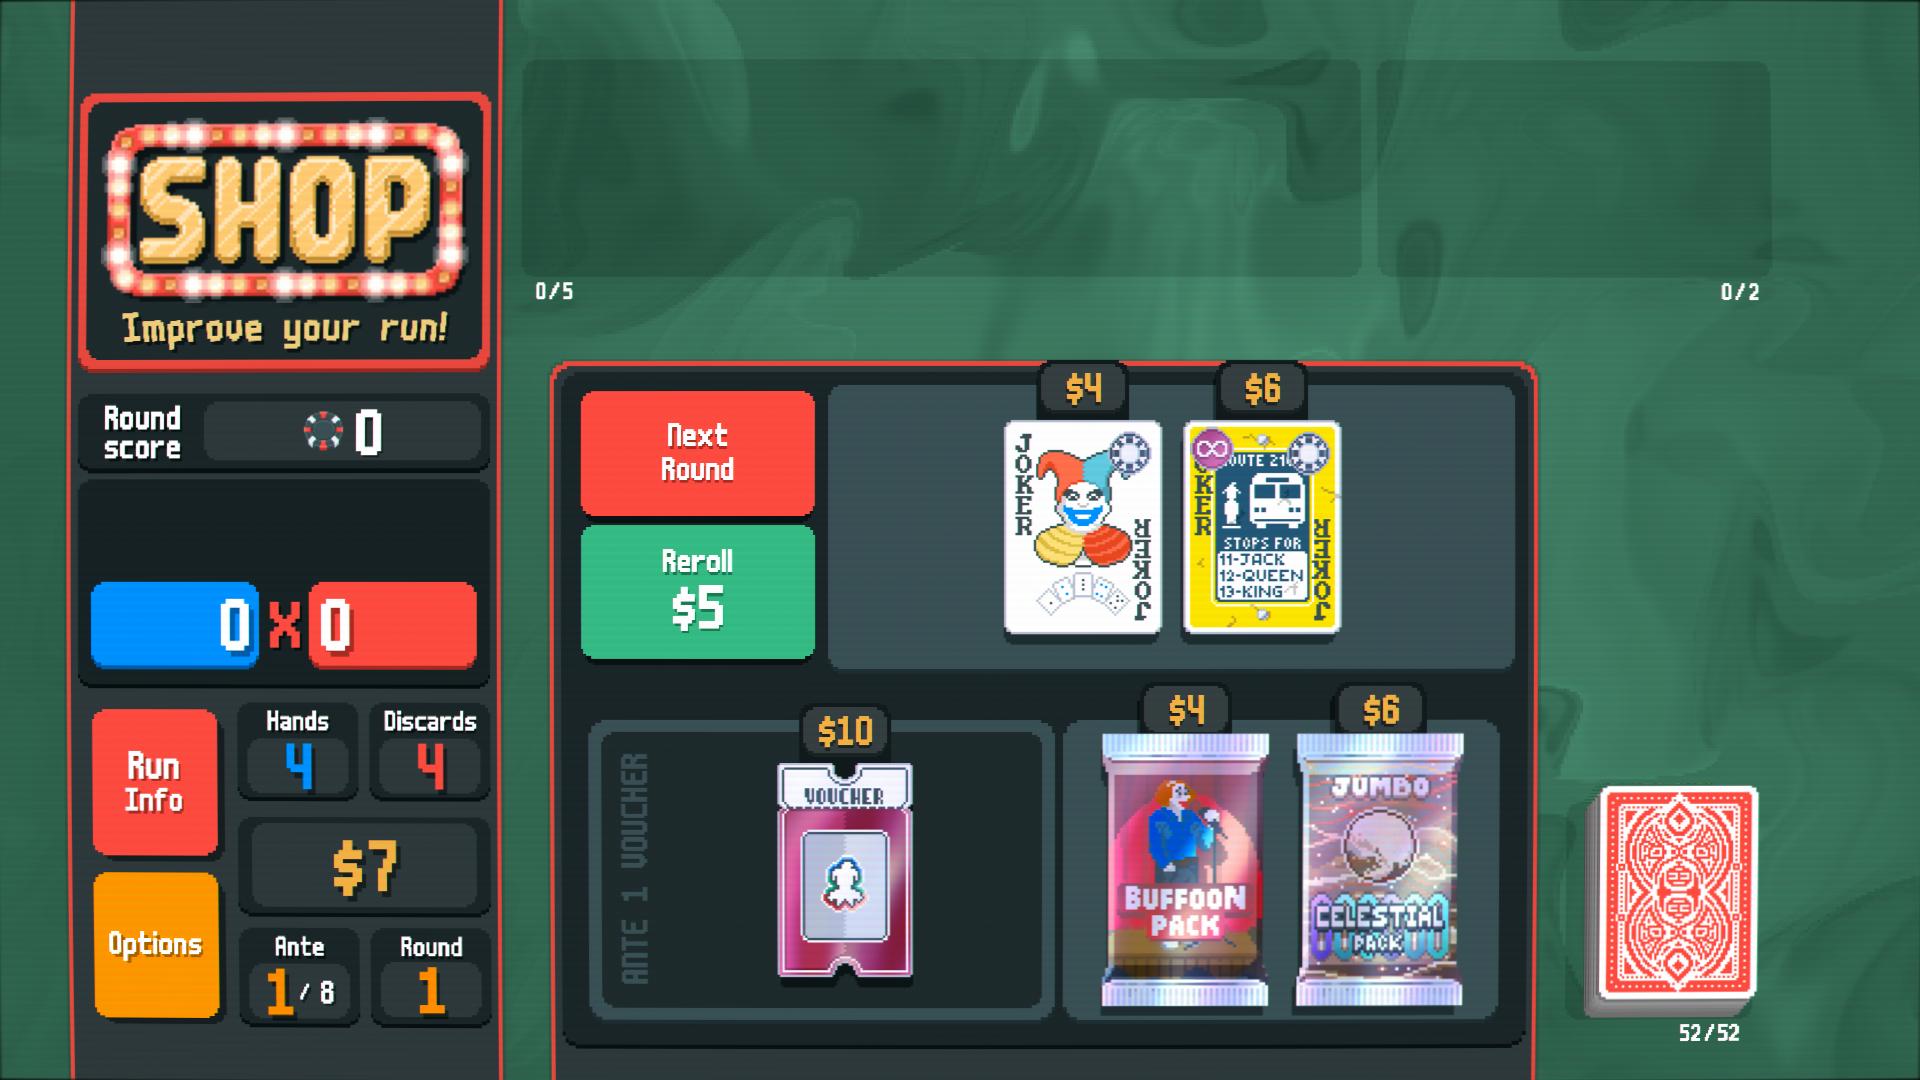 SHOP
Improve your run!
Round
score
0
0 X 0
Run
Info
Hands
4
Discards
4
$7
Options
Ante
1 / 8
Round
1
0/5
0/2
Next
Round
Reroll
$5
$4
JOKER
JOKER
$6
ROUTE 210
JOKER
STOPS FOR
11-JACK
12-QUEEN
13-KING
JOKER
ANTE 1 VOUCHER
$10
VOUCHER
$4
BUFFOON
PACK
$6
JUMBO
CELESTIAL
PACK
52/52